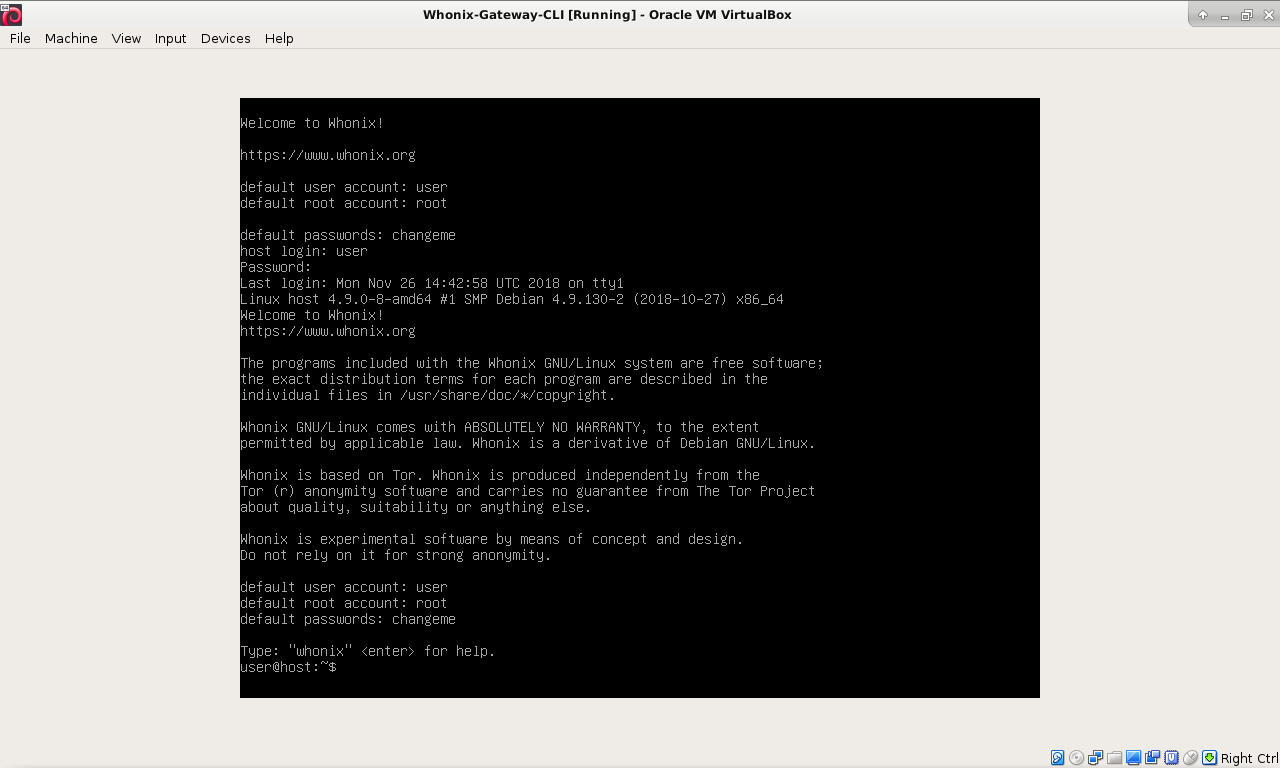 Whonix-Gateway-CLI [Running] - Oracle VM VirtualBox
File Machine View Input Devices Help
Welcome to Whonix!
https://www.whonix.org
default user account: user
default root account: root
default passwords: changeme
host login: user
Password:
Last login: Mon Nov 26 14:42:58 UTC 2018 on tty1
Linux host 4.9.0-8-amd64 #1 SMP Debian 4.9.130-2 (2018-10-27) x86_64
Welcome to Whonix!
https://www.whonix.org
The programs included with the Whonix GNU/Linux system are free software;
the exact distribution terms for each program are described in the
individual files in /usr/share/doc/*/copyright.
Whonix GNU/Linux comes with ABSOLUTELY NO WARRANTY, to the extent
permitted by applicable law. Whonix is a derivative of Debian GNU/Linux.
Whonix is based on Tor. Whonix is produced independently from the
Tor (r) anonymity software and carries no guarantee from The Tor Project
about quality, suitability or anything else.
Whonix is experimental software by means of concept and design.
Do not rely on it for strong anonymity.
default user account: user
default root account: root
default passwords: changeme
Type: "whonix" <enter> for help.
user@host:~$
Right Ctrl